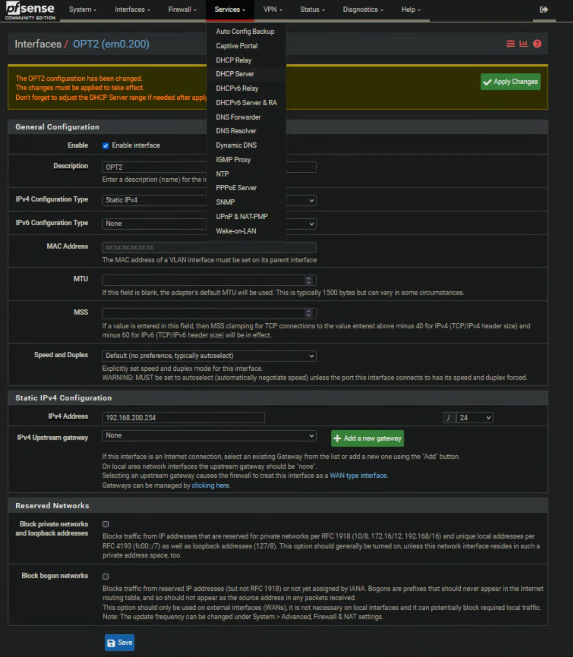 pfsense
COMMUNITY EDITION
System
Interfaces
Firewall
Services
VPN
Status
Diagnostics
Help
Auto Config Backup
Captive Portal
DHCP Relay
DHCP Server
DHCPv6 Relay
DHCPv6 Server & RA
DNS Forwarder
DNS Resolver
Dynamic DNS
IGMP Proxy
NTP
PPPoE Server
SNMP
UPnP & NAT-PMP
Wake-on-LAN
Interfaces / OPT2 (em0.200)
The OPT2 configuration has been changed.
The changes must be applied to take effect.
Don't forget to adjust the DHCP Server range if needed after apply
Apply Changes
General Configuration
Enable
Enable interface
Description
OPT2
Enter a description (name) for the in
IPv4 Configuration Type
Static IPv4
IPv6 Configuration Type
None
MAC Address
xx:xx:xx:xx:xx:xx
The MAC address of a VLAN interface must be set on its parent interface
MTU
If this field is blank, the adapter's default MTU will be used. This is typically 1500 bytes but can vary in some circumstances.
MSS
If a value is entered in this field, then MSS clamping for TCP connections to the value entered above minus 40 for IPv4 (TCP/IPv4 header size) and
minus 60 for IPv6 (TCP/IPv6 header size) will be in effect.
Speed and Duplex
Default (no preference, typically autoselect)
Explicitly set speed and duplex mode for this interface.
WARNING: MUST be set to autoselect (automatically negotiate speed) unless the port this interface connects to has its speed and duplex forced.
Static IPv4 Configuration
IPv4 Address
192.168.200.254
/ 24
IPv4 Upstream gateway
None
Add a new gateway
If this interface is an Internet connection, select an existing Gateway from the list or add a new one using the "Add" button.
On local area network interfaces the upstream gateway should be "none".
Selecting an upstream gateway causes the firewall to treat this interface as a WAN type interface.
Gateways can be managed by clicking here.
Reserved Networks
Block private networks
and loopback addresses
Blocks traffic from IP addresses that are reserved for private networks per RFC 1918 (10/8, 172.16/12, 192.168/16) and unique local addresses per
RFC 4193 (fc00::/7) as well as loopback addresses (127/8). This option should generally be turned on, unless this network interface resides in such a
private address space, too.
Block bogon networks
Blocks traffic from reserved IP addresses (but not RFC 1918) or not yet assigned by IANA. Bogons are prefixes that should never appear in the Internet
routing table, and so should not appear as the source address in any packets received.
This option should only be used on external interfaces (WANs), it is not necessary on local interfaces and it can potentially block required local traffic.
Note: The update frequency can be changed under System > Advanced, Firewall & NAT settings.
Save